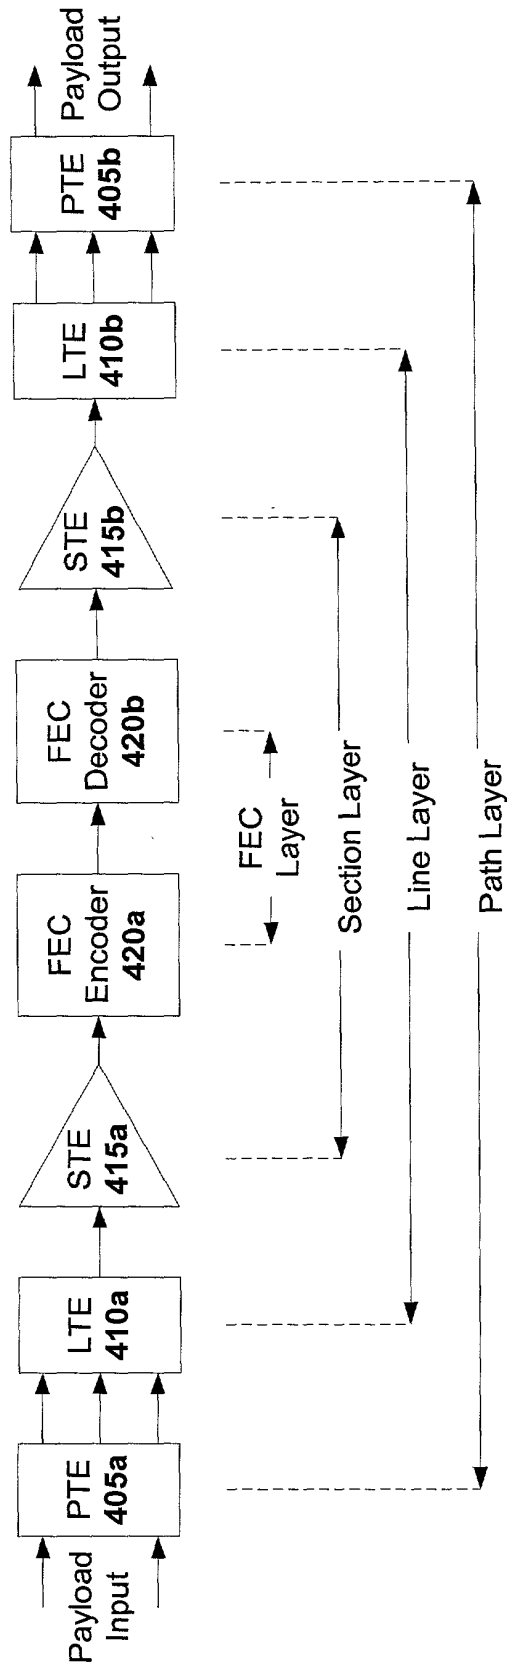 Payload
Input
PTE
405a
LTE
410a
STE
415a
FEC
Encoder
420a
FEC
Decoder
420b
STE
415b
LTE
410b
PTE
405b
Payload
Output
FEC
Layer
Section Layer
Line Layer
Path Layer